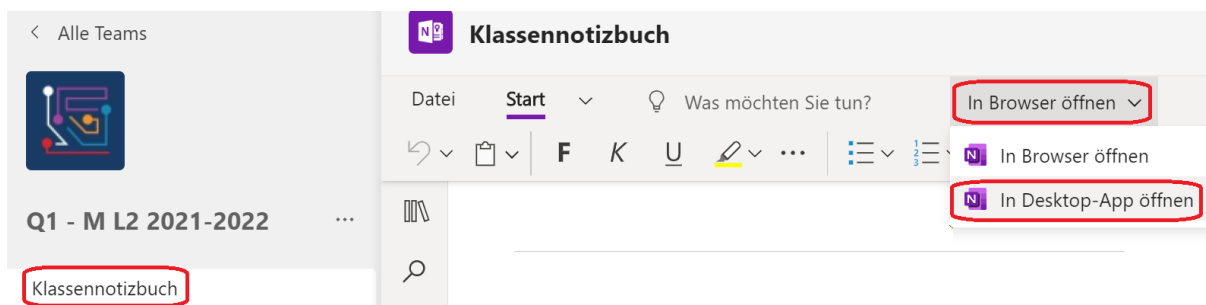 Alle Teams
Klassennotizbuch
Datei Start Was möchten Sie tun? In Browser öffnen
F K U
In Browser öffnen
Q1 - M L2 2021-2022 ...
In Desktop-App öffnen
Klassennotizbuch